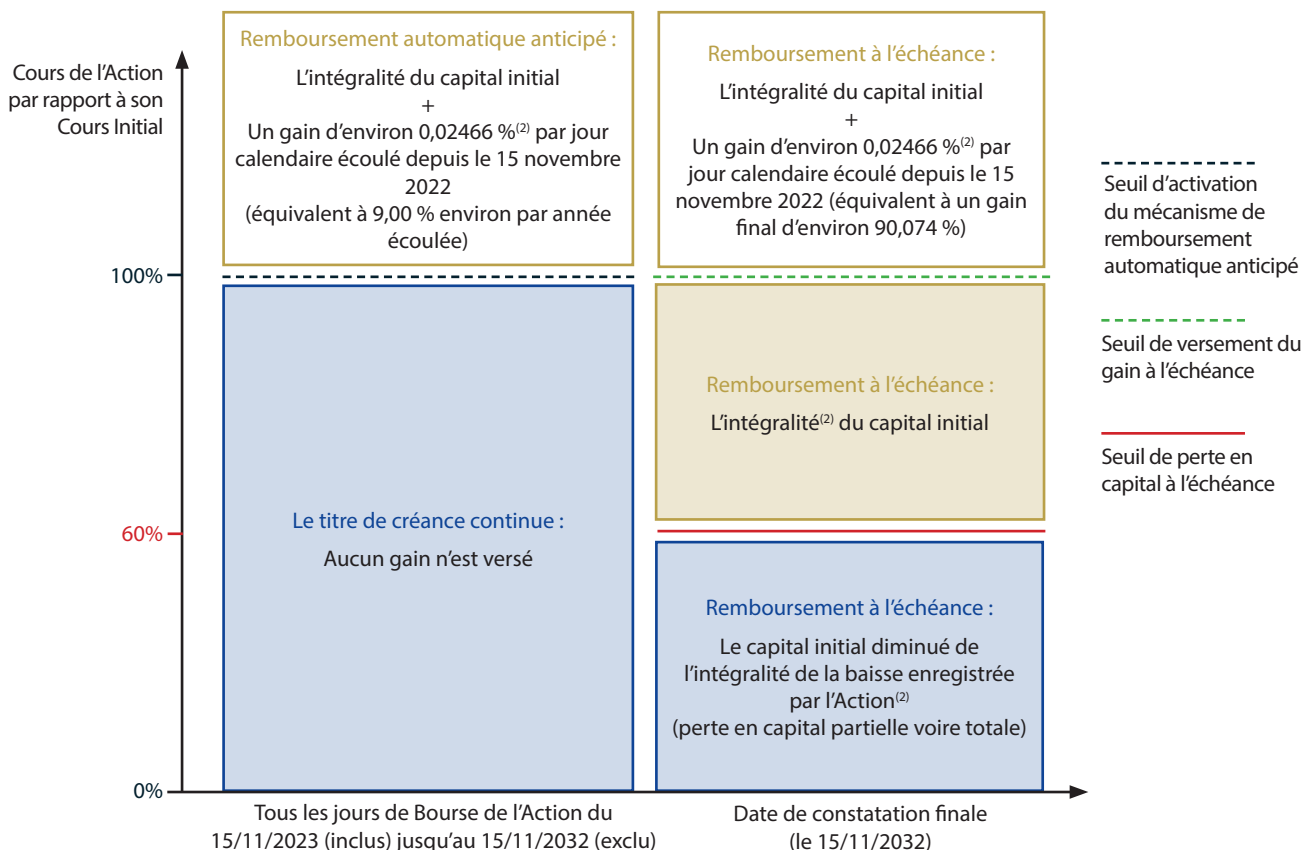 Cours de l'Action
par rapport à son
Cours Initial
Remboursement automatique anticipé :
L'intégralité du capital initial
+
Un gain d'environ 0,02466 %(2) par jour
calendaire écoulé depuis le 15 novembre
2022
(équivalent à 9,00 % environ par année
écoulée)
Remboursement à l'échéance :
L'intégralité du capital initial
+
Un gain d'environ 0,02466 %(2) par
jour calendaire écoulé depuis le 15
novembre 2022 (équivalent à un gain
final d'environ 90,074 %)
100%
Le titre de créance continue :
Aucun gain n'est versé
Remboursement à l'échéance :
L'intégralité(2) du capital initial
60%
Remboursement à l'échéance :
Le capital initial diminué de
l'intégralité de la baisse enregistrée
par l'Action(2)
(perte en capital partielle voire totale)
0%
Tous les jours de Bourse de l'Action du
15/11/2023 (inclus) jusqu'au 15/11/2032 (exclu)
Date de constatation finale
(le 15/11/2032)
Seuil d'activation
du mécanisme de
remboursement
automatique anticipé
Seuil de versement du
gain à l'échéance
Seuil de perte en
capital à l'échéance